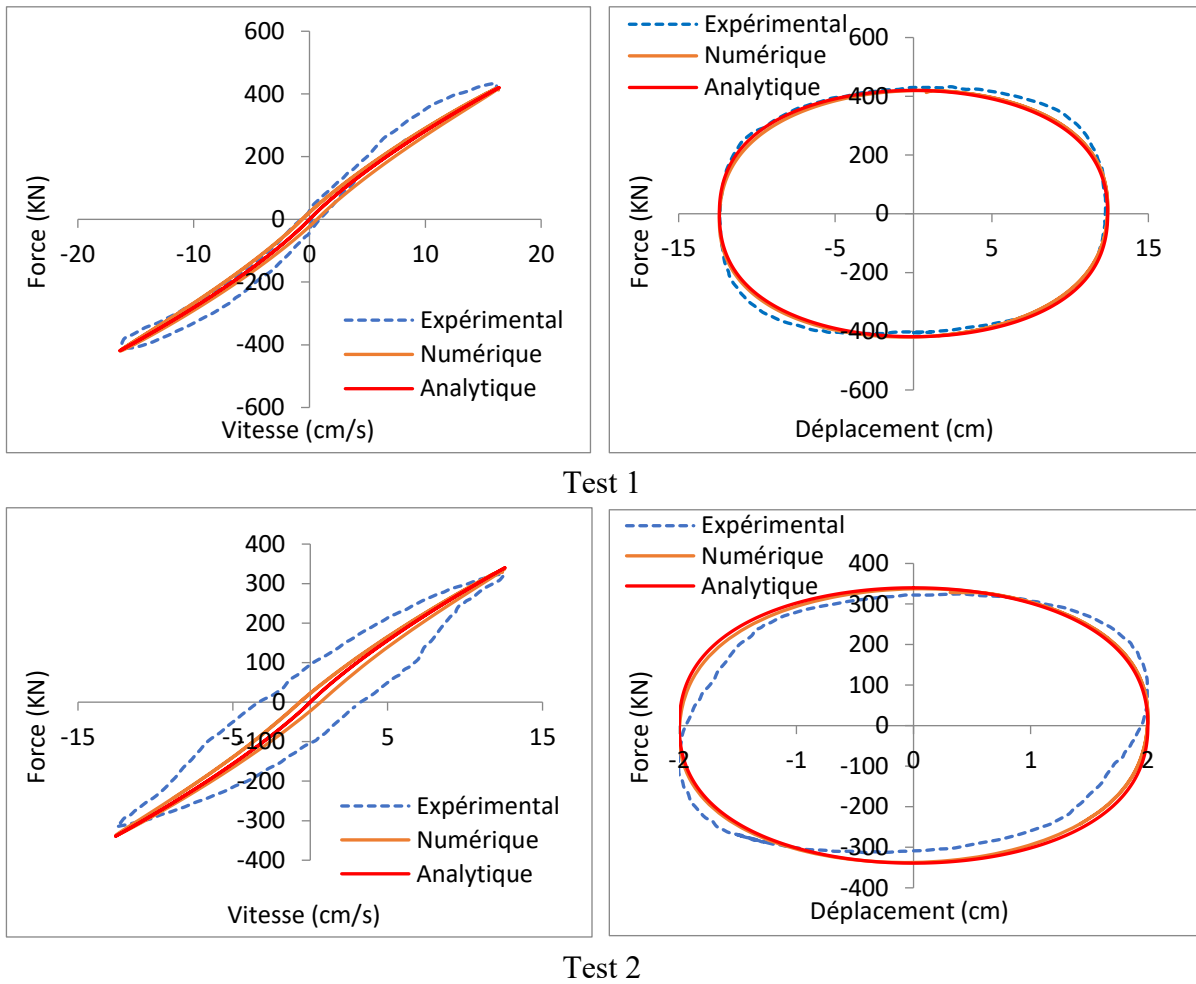 600
400
200
0
-200
-400
-600
-20
-10
0
10
20
Force (KN)
Vitesse (cm/s)
Expérimental
Numérique
Analytique
Expérimental
Numérique
Analytique
600
400
200
0
-200
-400
-600
-15
-5
5
15
Force (KN)
Déplacement (cm)
Test 1
400
300
200
100
0
-100
-200
-300
-400
-15
-5
5
15
Force (KN)
Vitesse (cm/s)
Expérimental
Numérique
Analytique
Expérimental
Numérique
Analytique
400
300
200
100
0
-100
-200
-300
-400
-2
-1
0
1
2
Force (KN)
Déplacement (cm)
Test 2